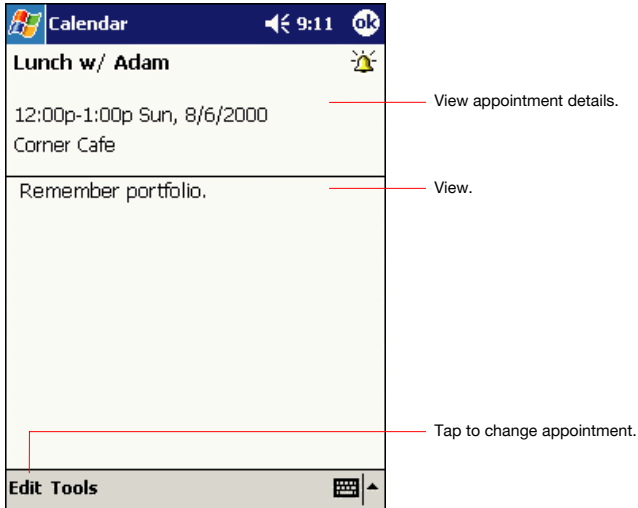 Calendar 9:11 ok
Lunch w/ Adam
12:00p-1:00p Sun, 8/6/2000
View appointment details.
Corner Cafe
Remember portfolio.
View.
Tap to change appointment.
Edit Tools